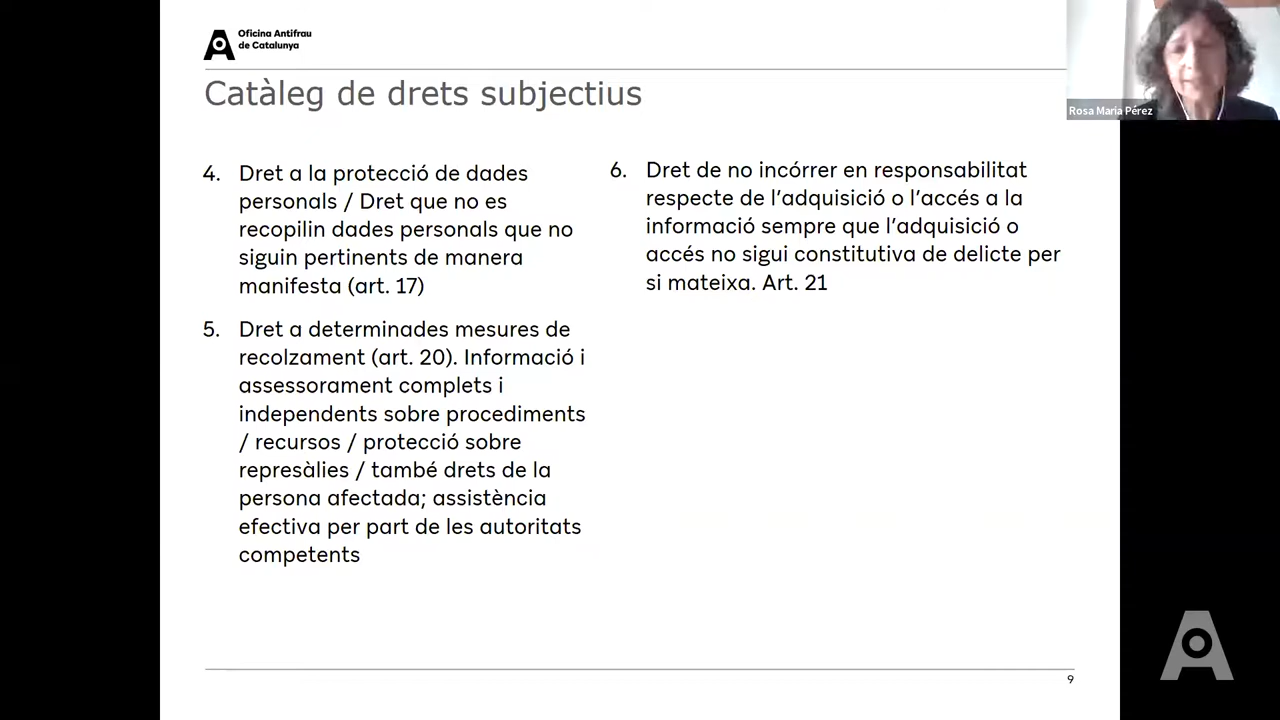 Oficina Antifrau
de Catalunya
Catàleg de drets subjectius
Rosa Maria Pérez
4. Dret a la protecció de dades
personals / Dret que no es
recopilin dades personals que no
siguin pertinents de manera
manifesta (art. 17)
5. Dret a determinades mesures de
recolzament (art. 20). Informació i
assessorament complets i
independents sobre procediments
/ recursos / protecció sobre
represàlies / també drets de la
persona afectada; assistència
efectiva per part de les autoritats
competents
6. Dret de no incórrer en responsabilitat
respecte de l’adquisició o l’accés a la
informació sempre que l’adquisició o
accés no sigui constitutiva de delicte per
si mateixa. Art. 21
9